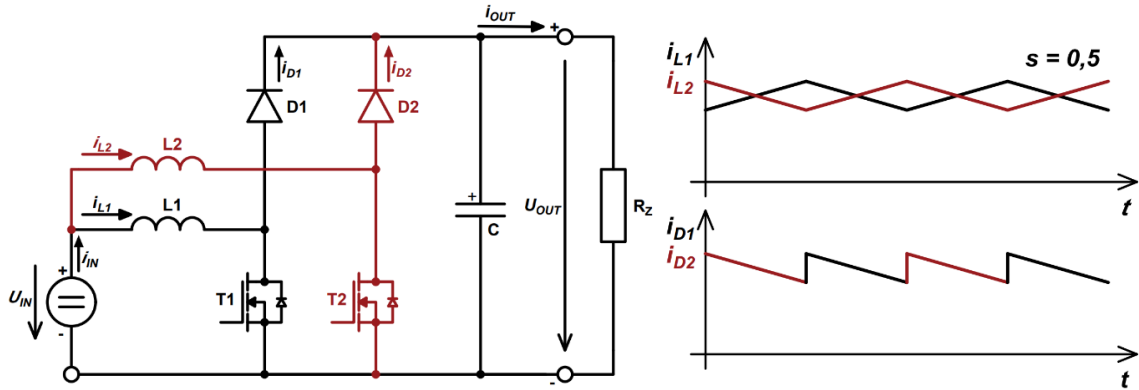 iOUT
+
iD1
iD2
D1
D2
iL2
L2
iL1
L1
iIN
+
UIN
-
T1
T2
+
C
UOUT
RZ
-
iL1
iL2
s = 0,5
t
iD1
iD2
t